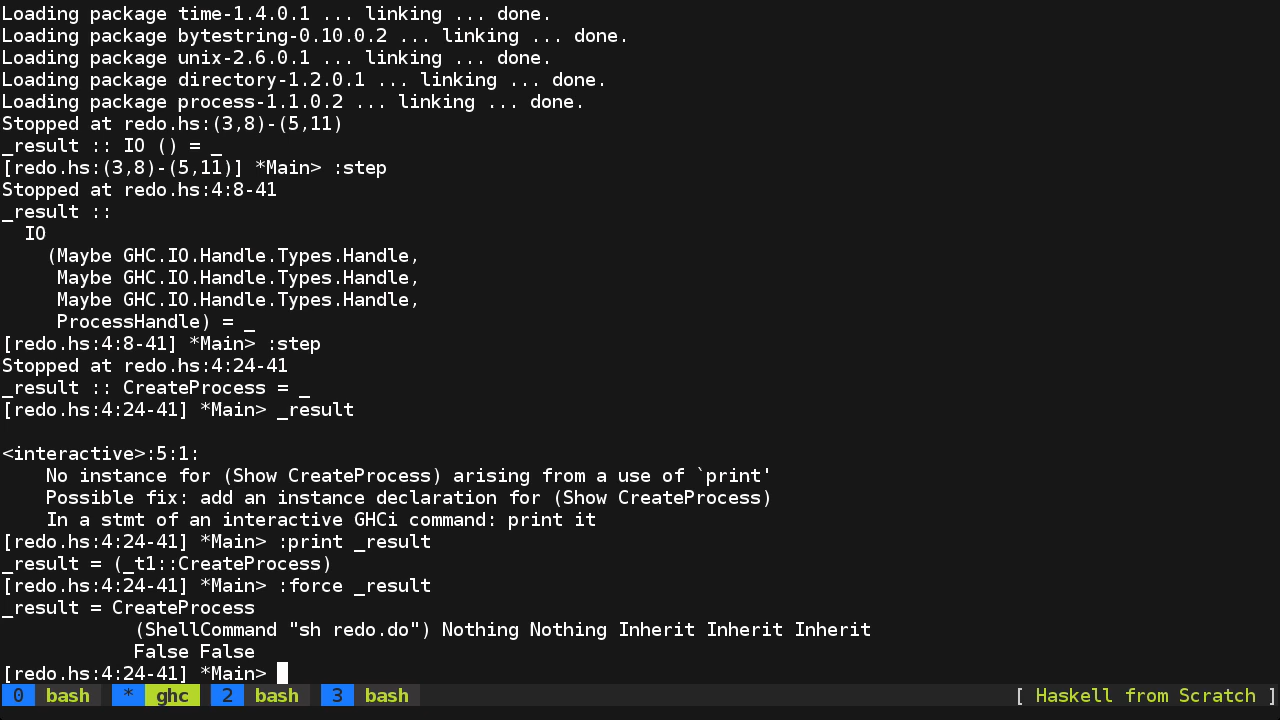 Loading package time-1.4.0.1 ... linking ... done.
Loading package bytestring-0.10.0.2 ... linking ... done.
Loading package unix-2.6.0.1 ... linking ... done.
Loading package directory-1.2.0.1 ... linking ... done.
Loading package process-1.1.0.2 ... linking ... done.
Stopped at redo.hs:(3,8)-(5,11)
_result :: IO () = _
[redo.hs:(3,8)-(5,11)] *Main> :step
Stopped at redo.hs:4:8-41
_result ::
  IO
    (Maybe GHC.IO.Handle.Types.Handle,
     Maybe GHC.IO.Handle.Types.Handle,
     Maybe GHC.IO.Handle.Types.Handle,
     ProcessHandle) = _
[redo.hs:4:8-41] *Main> :step
Stopped at redo.hs:4:24-41
_result :: CreateProcess = _
[redo.hs:4:24-41] *Main> _result

<interactive>:5:1:
    No instance for (Show CreateProcess) arising from a use of `print'
    Possible fix: add an instance declaration for (Show CreateProcess)
    In a stmt of an interactive GHCi command: print it
[redo.hs:4:24-41] *Main> :print _result
_result = (_t1::CreateProcess)
[redo.hs:4:24-41] *Main> :force _result
_result = CreateProcess
            (ShellCommand "sh redo.do") Nothing Nothing Inherit Inherit Inherit
            False False
[redo.hs:4:24-41] *Main>
0 bash * ghc 2 bash 3 bash [ Haskell from Scratch ]